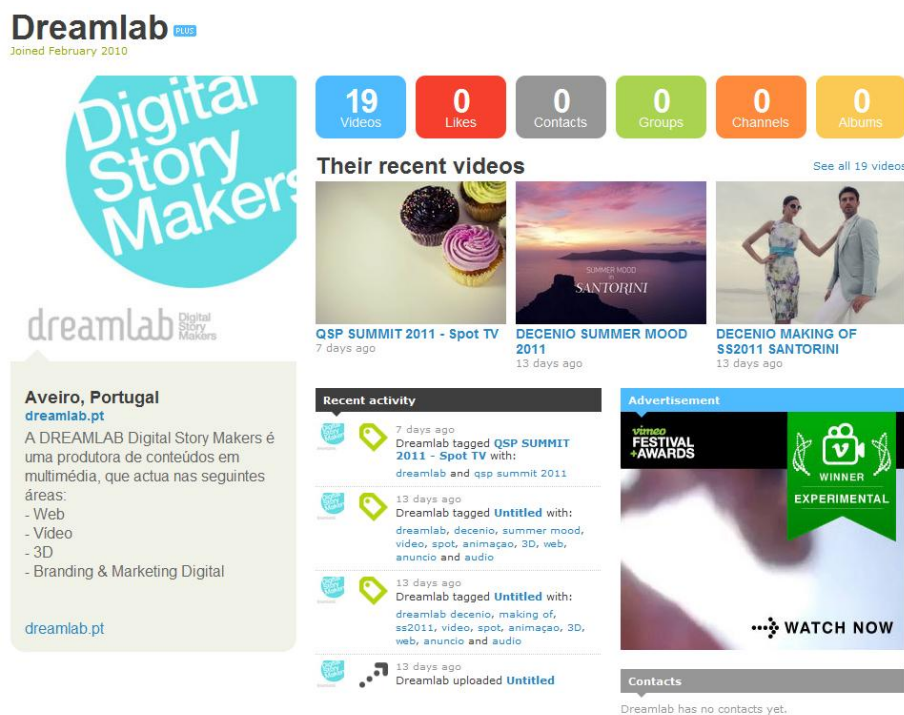 Dreamlab PLUS
Joined February 2010
Digital
Story
Makers
dreamlab Digital Story Makers
Aveiro, Portugal
dreamlab.pt
A DREAMLAB Digital Story Makers é
uma produtora de conteúdos em
multimédia, que actua nas seguintes
áreas:
- Web
- Vídeo
- 3D
- Branding & Marketing Digital
dreamlab.pt
19
Videos
0
Likes
0
Contacts
0
Groups
0
Channels
0
Albums
Their recent videos
See all 19 videos
SUMMER MOOD
in
SANTORINI
QSP SUMMIT 2011 - Spot TV
7 days ago
DECENIO SUMMER MOOD
2011
13 days ago
DECENIO MAKING OF
SS2011 SANTORINI
13 days ago
Recent activity
7 days ago
Dreamlab tagged QSP SUMMIT
2011 - Spot TV with:
dreamlab and qsp summit 2011
13 days ago
Dreamlab tagged Untitled with:
dreamlab, decenio, summer mood,
video, spot, animaçao, 3D, web,
anuncio and audio
13 days ago
Dreamlab tagged Untitled with:
dreamlab decenio, making of,
ss2011, video, spot, animaçao, 3D,
web, anuncio and audio
13 days ago
Dreamlab uploaded Untitled
Advertisement
vimeo
FESTIVAL
+AWARDS
WINNER
EXPERIMENTAL
WATCH NOW
Contacts
Dreamlab has no contacts yet.